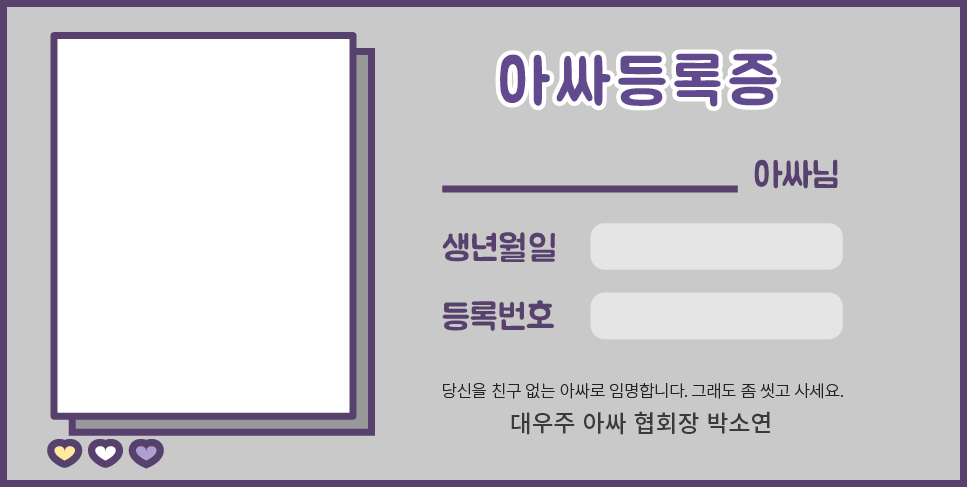 아싸등록증
아싸님
생년월일
등록번호
당신을 친구 없는 아싸로 임명합니다. 그래도 좀 씻고 사세요.
대우주 아싸 협회장 박소연